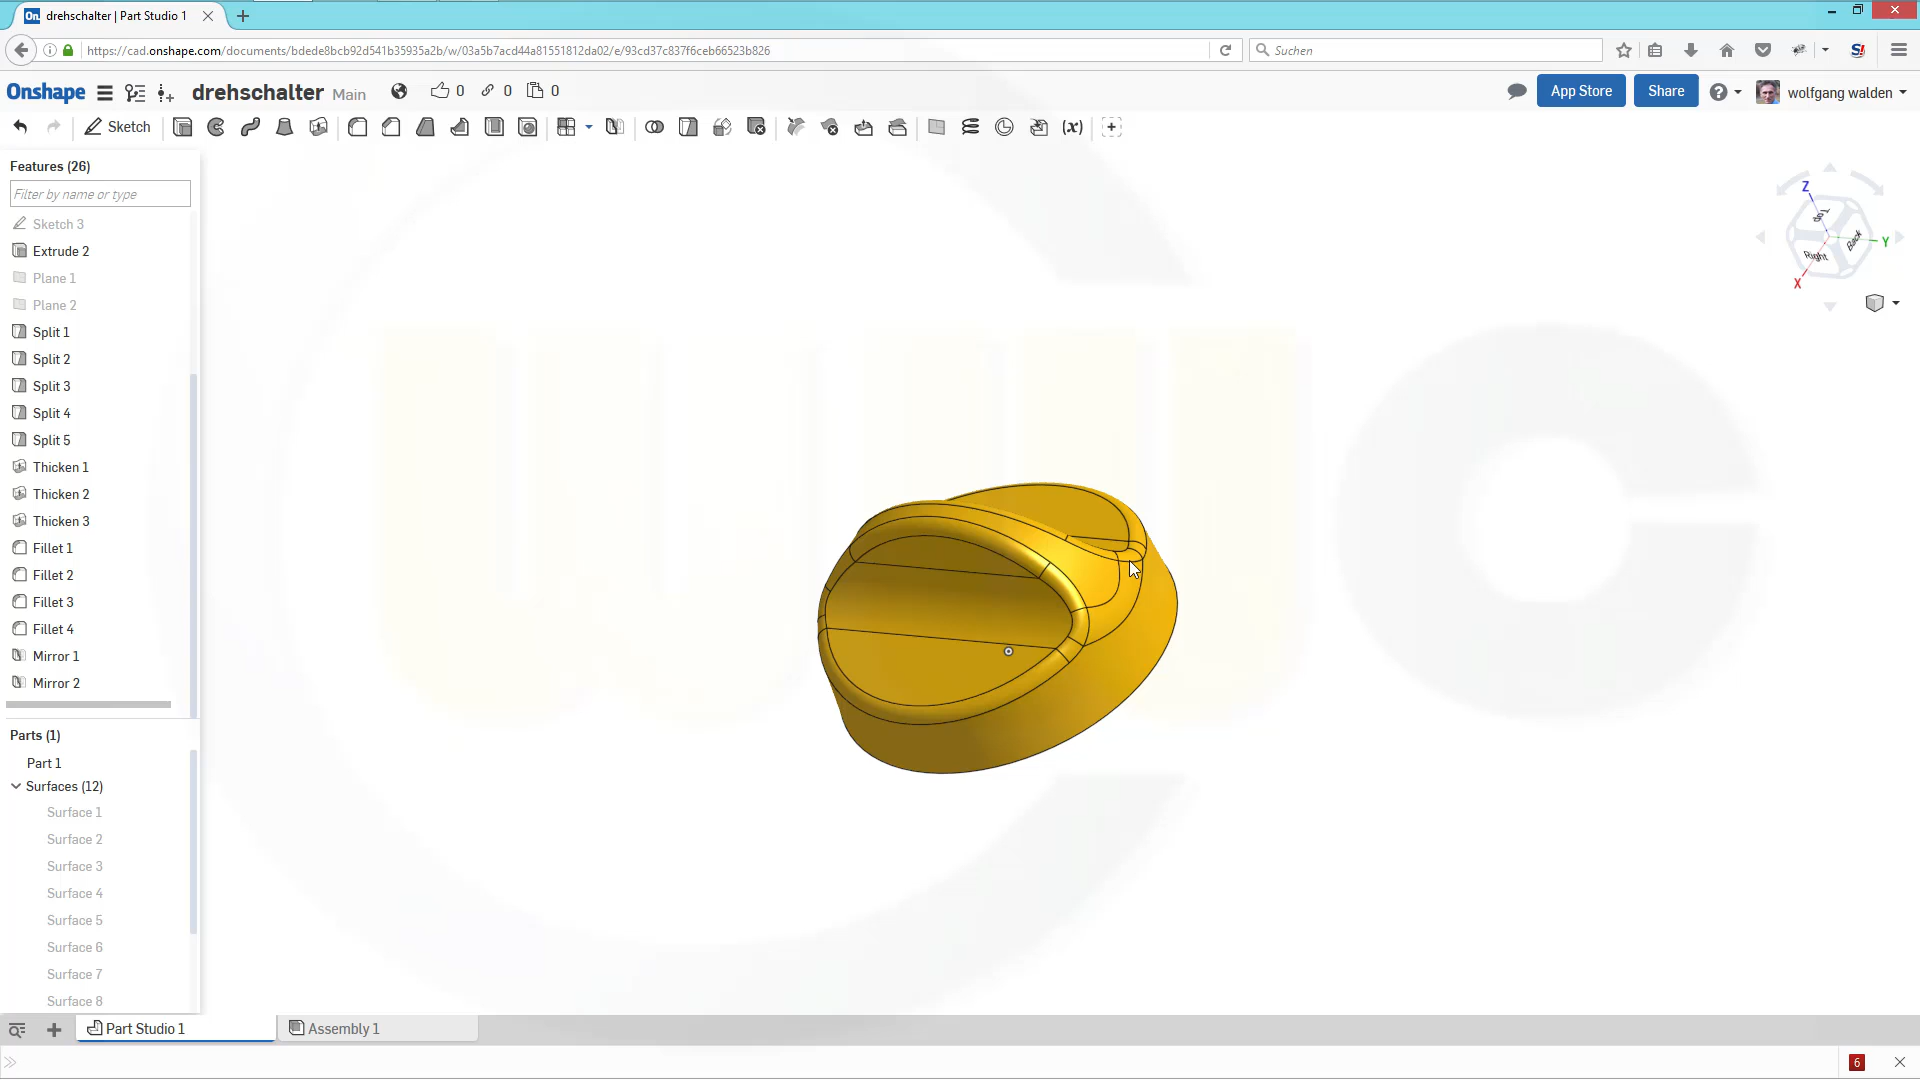 drehschalter | Part Studio 1
https://cad.onshape.com/documents/bdede8bcb92d541b35935a2b/w/03a5b7acd44a81551812da02/e/93cd37c837f6ceb66523b826
Suchen
Onshape
drehschalter Main
0
0
0
App Store
Share
wolfgang walden
Sketch
(x)
Features (26)
Filter by name or type
Sketch 3
Extrude 2
Plane 1
Plane 2
Split 1
Split 2
Split 3
Split 4
Split 5
Thicken 1
Thicken 2
Thicken 3
Fillet 1
Fillet 2
Fillet 3
Fillet 4
Mirror 1
Mirror 2
Parts (1)
Part 1
Surfaces (12)
Surface 1
Surface 2
Surface 3
Surface 4
Surface 5
Surface 6
Surface 7
Surface 8
Z
Top
Y
Back
Right
X
Part Studio 1
Assembly 1
6